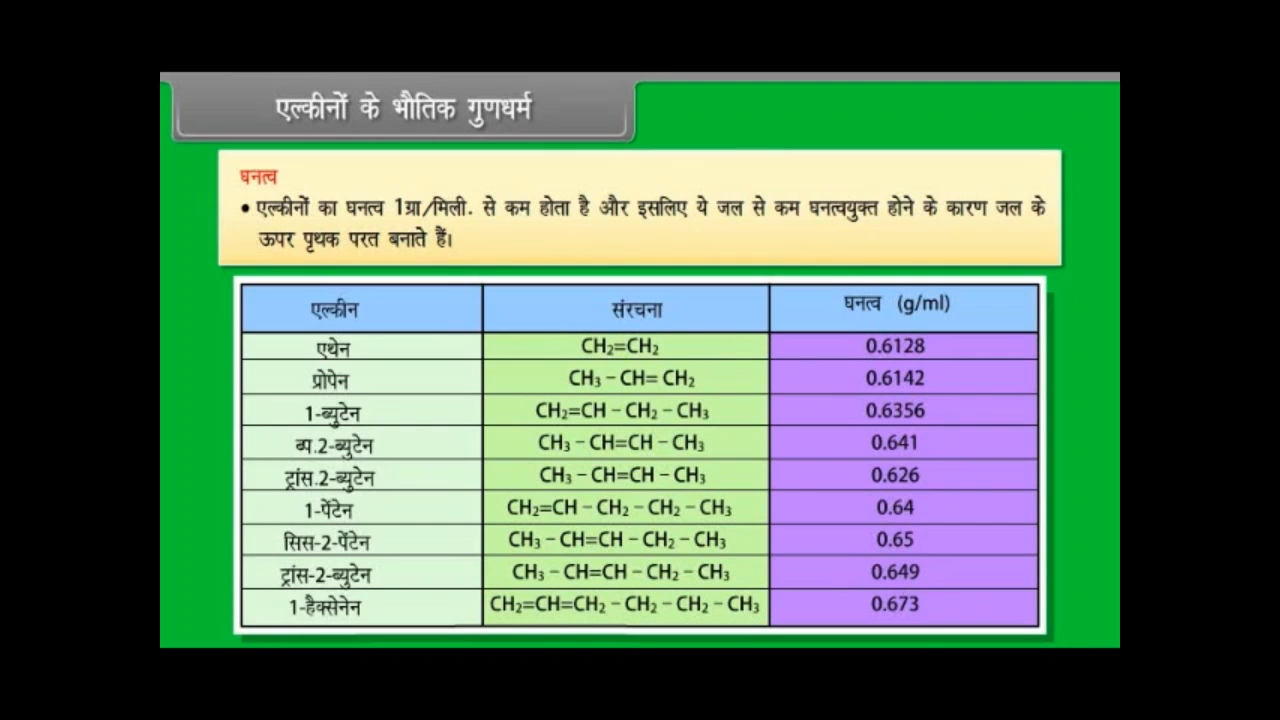 एल्कीनों के भौतिक गुणधर्म
घनत्व
• एल्कीनों का घनत्व 1ग्रा/मिली. से कम होता है और इसलिए ये जल से कम घनत्वयुक्त होने के कारण जल के
ऊपर पृथक परत बनाते हैं।
एल्कीन संरचना घनत्व (g/ml)
एथेन CH₂=CH₂ 0.6128
प्रोपेन CH₃ – CH= CH₂ 0.6142
1-ब्युटेन CH₂=CH – CH₂ – CH₃ 0.6356
ब्प.2-ब्युटेन CH₃ – CH=CH – CH₃ 0.641
ट्रांस.2-ब्युटेन CH₃ – CH=CH – CH₃ 0.626
1-पेंटेन CH₂=CH – CH₂ – CH₂ – CH₃ 0.64
सिस-2-पेंटेन CH₃ – CH=CH – CH₂ – CH₃ 0.65
ट्रांस-2-ब्युटेन CH₃ – CH=CH – CH₂ – CH₃ 0.649
1-हैक्सेनेन CH₂=CH=CH₂ – CH₂ – CH₂ – CH₃ 0.673